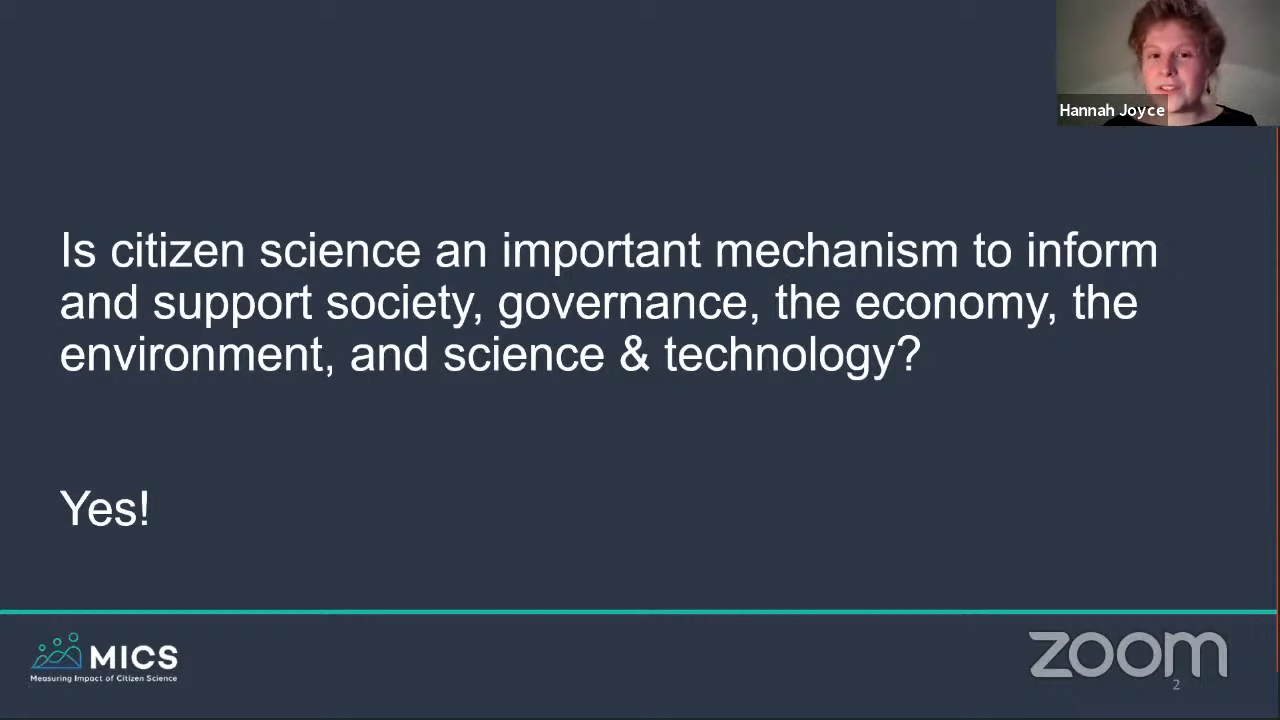 Hannah Joyce
Is citizen science an important mechanism to inform
and support society, governance, the economy, the
environment, and science & technology?
Yes!
MICS
Measuring Impact of Citizen Science
zoom
2